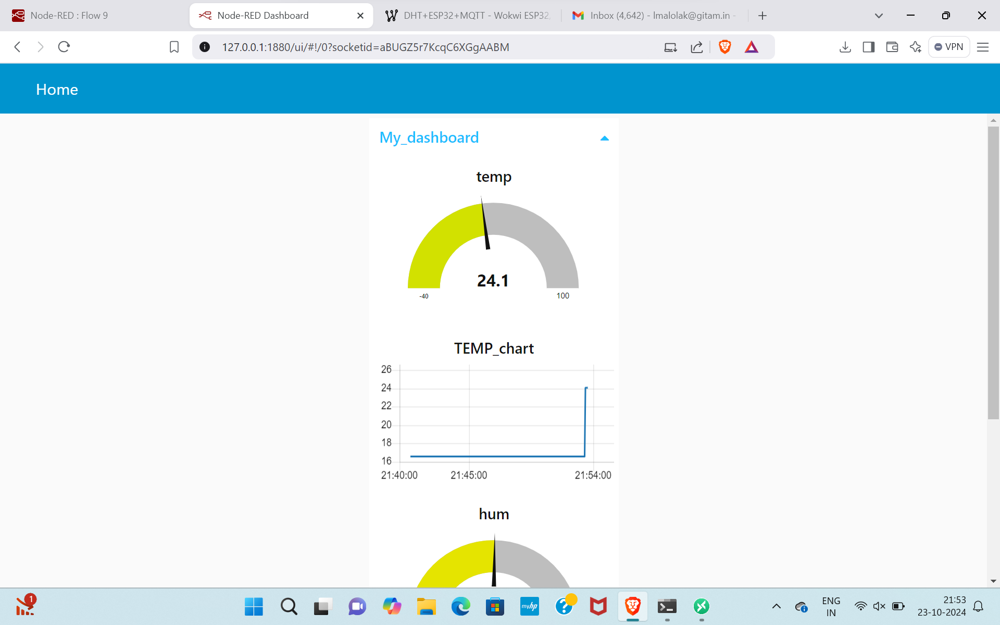 Node-RED : Flow 9
Node-RED Dashboard
DHT+ESP32+MQTT - Wokwi ESP32,
Inbox (4,642) - lmalolak@gitam.in -
127.0.0.1:1880/ui/#!/0?socketid=aBUGZ5r7KcqC6XGgAABM
VPN
Home
My_dashboard
temp
24.1
-40
100
TEMP_chart
26
24
22
20
18
16
21:40:00
21:45:00
21:54:00
hum
1
myhp
ENG
IN
21:53
23-10-2024